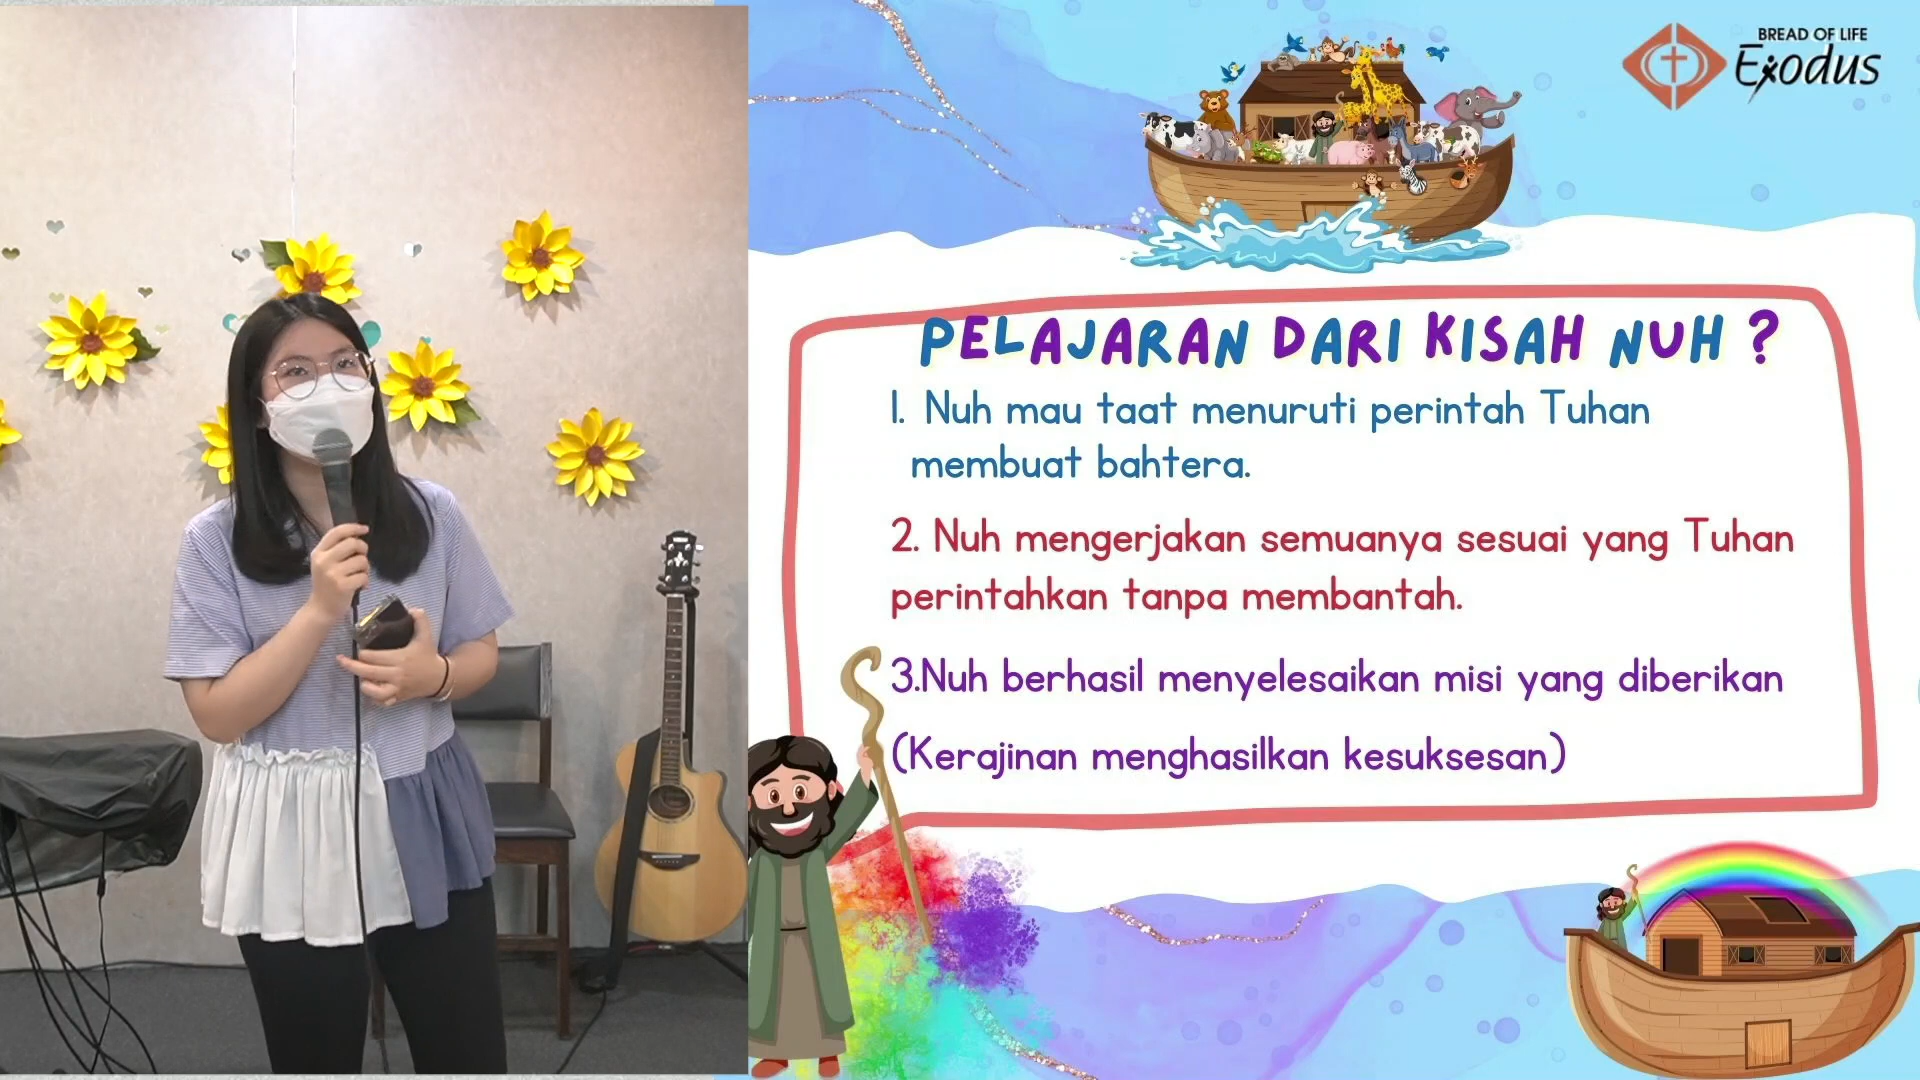 BREAD OF LIFE
Exodus
PELAJARAN DARI KISAH NUH ?
1. Nuh mau taat menuruti perintah Tuhan
membuat bahtera.
2. Nuh mengerjakan semuanya sesuai yang Tuhan
perintahkan tanpa membantah.
3.Nuh berhasil menyelesaikan misi yang diberikan
(Kerajinan menghasilkan kesuksesan)